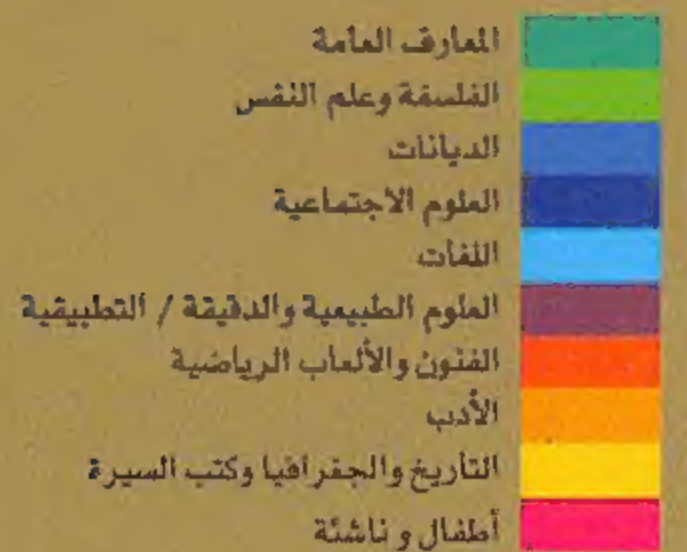 المعارف العامة
الفلسفة وعلم النفس
الديانات
العلوم الاجتماعية
اللغات
العلوم الطبيعية والدقيقة / التطبيقية
الفنون والألعاب الرياضية
الأدب
التاريخ والجغرافيا وكتب السيرة
أطفال و ناشئة